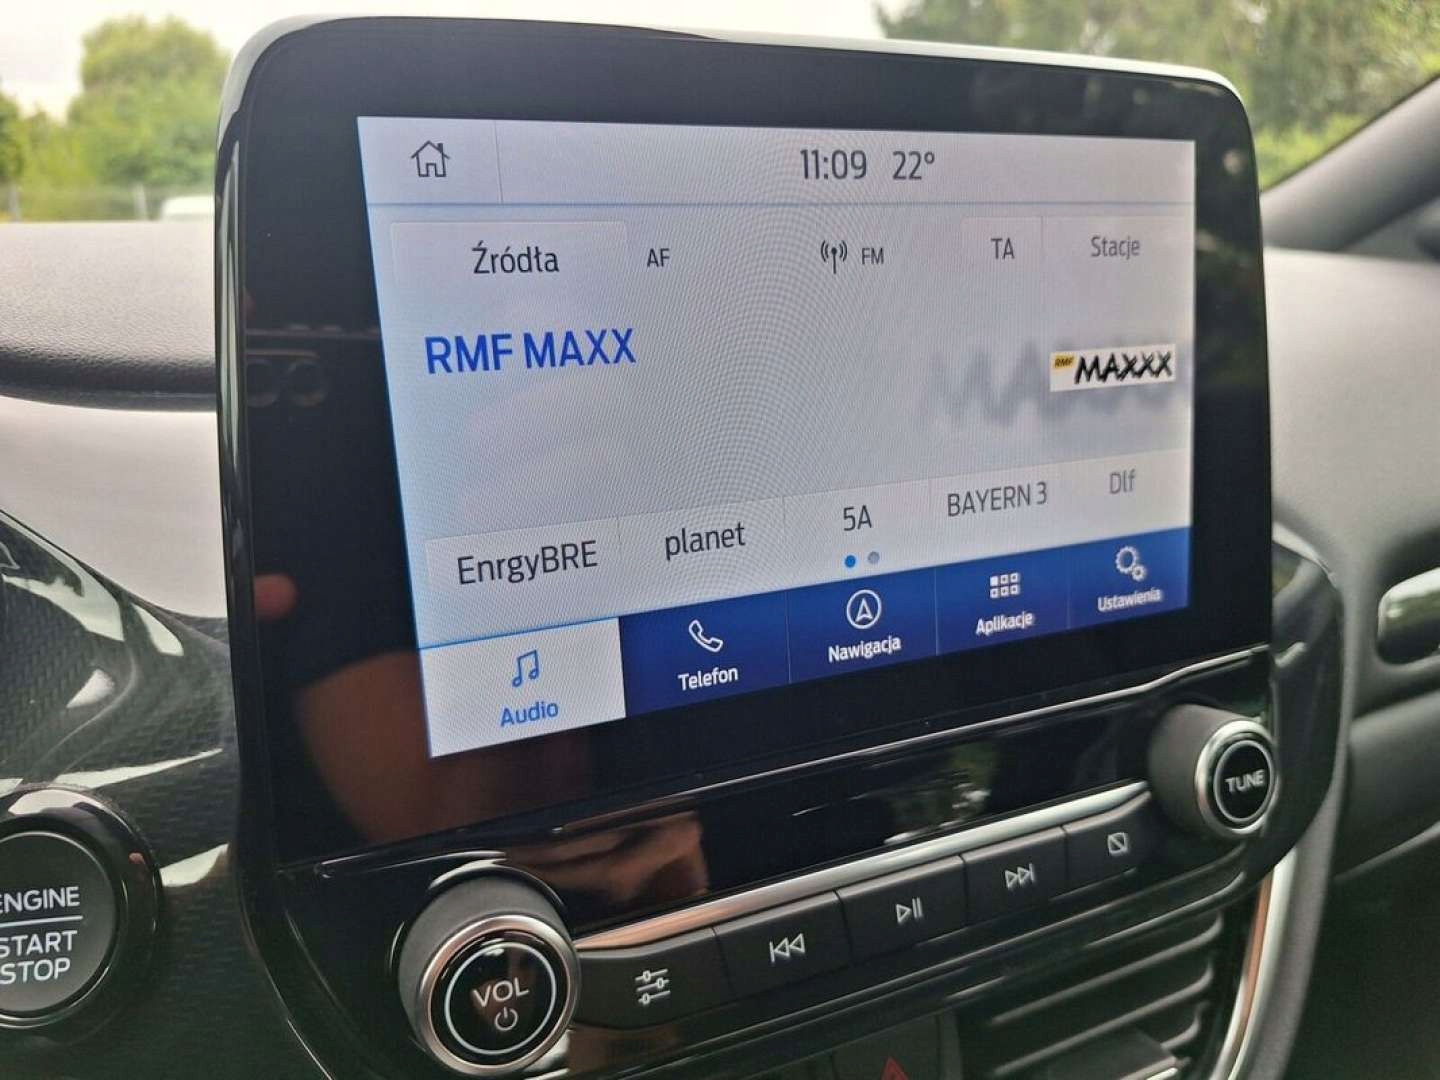 11:09 22°
Źródła AF FM TA Stacje
RMF MAXX
RMF MAXXX
EnrgyBRE planet 5A BAYERN 3 Dlf
Audio Telefon Nawigacja Aplikacje Ustawienia
TUNE
ENGINE
START
STOP
VOL